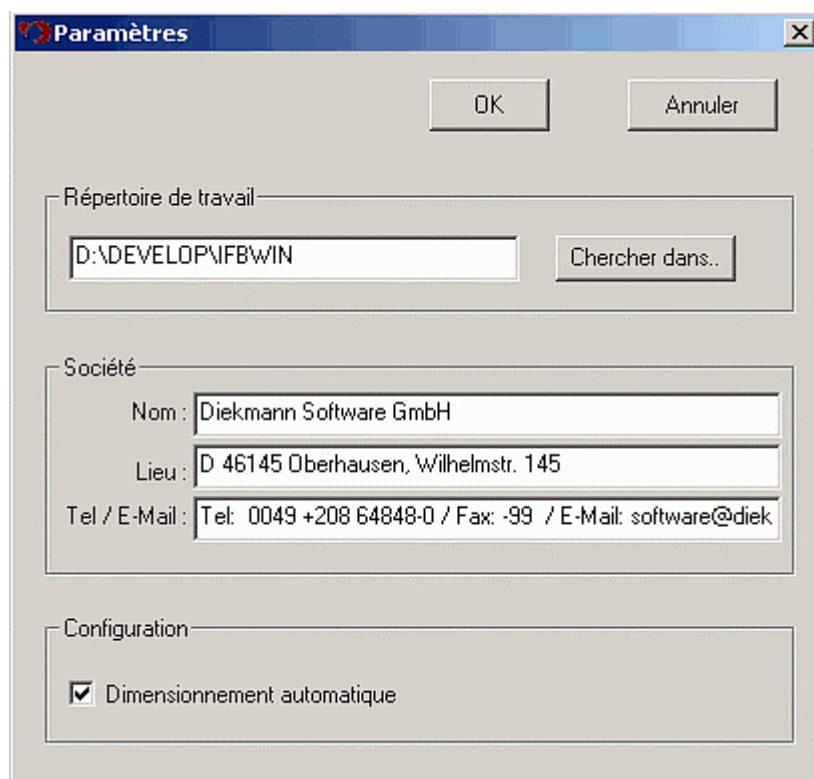 Paramètres
OK
Annuler
Répertoire de travail
D:\DEVELOP\IFBWIN
Chercher dans..
Société
Nom : Diekmann Software GmbH
Lieu : D 46145 Oberhausen, Wilhelmstr. 145
Tel / E-Mail : Tel:  0049 +208 64848-0 / Fax: -99  / E-Mail: software@diek
Configuration
Dimensionnement automatique